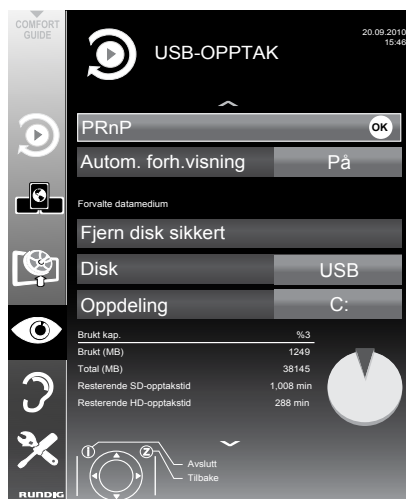 COMFORT
GUIDE
USB-OPPTAK
20.09.2010
15:46
PRnP
OK
Autom. forh.visning
På
Forvalte datamedium
Fjern disk sikkert
Disk
USB
Oppdeling
C:
Brukt kap.
%3
Brukt (MB)
1249
Total (MB)
38145
Resterende SD-opptakstid
1,008 min
Resterende HD-opptakstid
288 min
Z
Avslutt
Tilbake
RUNDIG